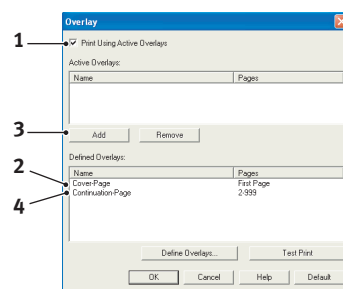 Overlay
1
Print Using Active Overlays
Active Overlays:
Name Pages
3
Add Remove
Defined Overlays:
2
Name Pages
Cover-Page First Page
4
Continuation-Page 2-999
Define Overlays... Test Print
OK Cancel Help Default